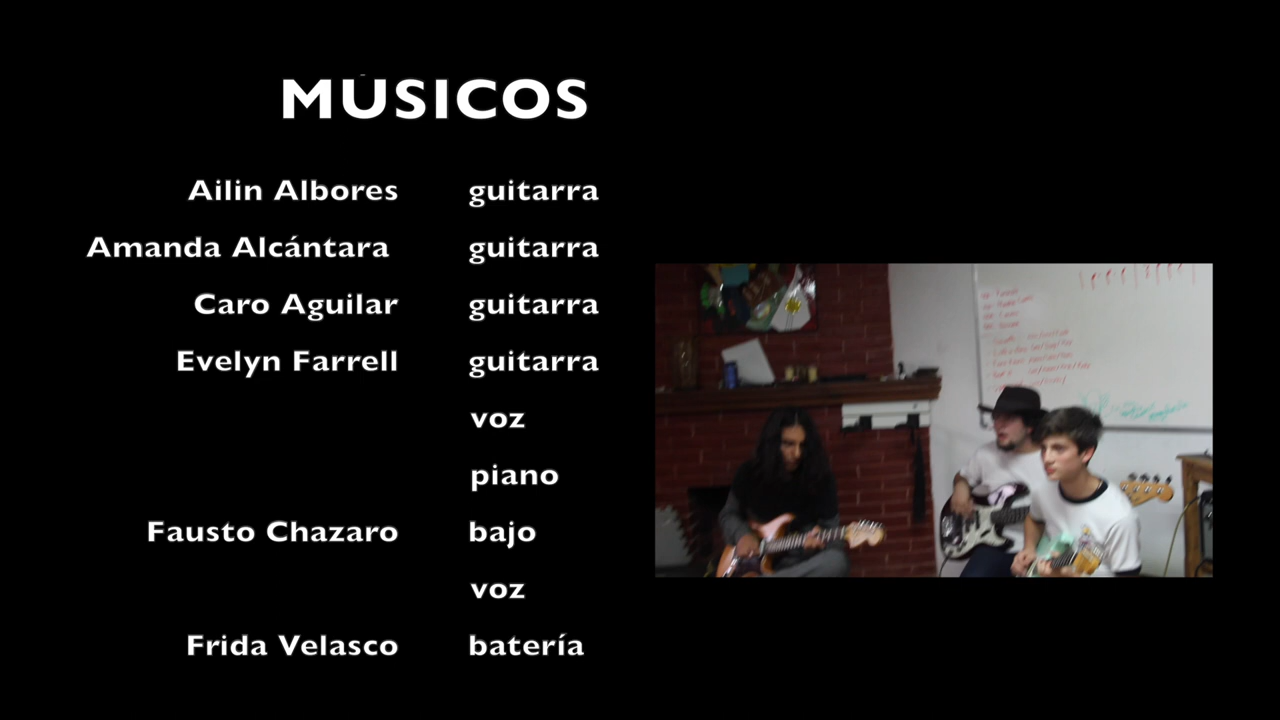 MÚSICOS
Ailin Albores guitarra
Amanda Alcántara guitarra
Caro Aguilar guitarra
Evelyn Farrell guitarra
voz
piano
Fausto Chazaro bajo
voz
Frida Velasco batería